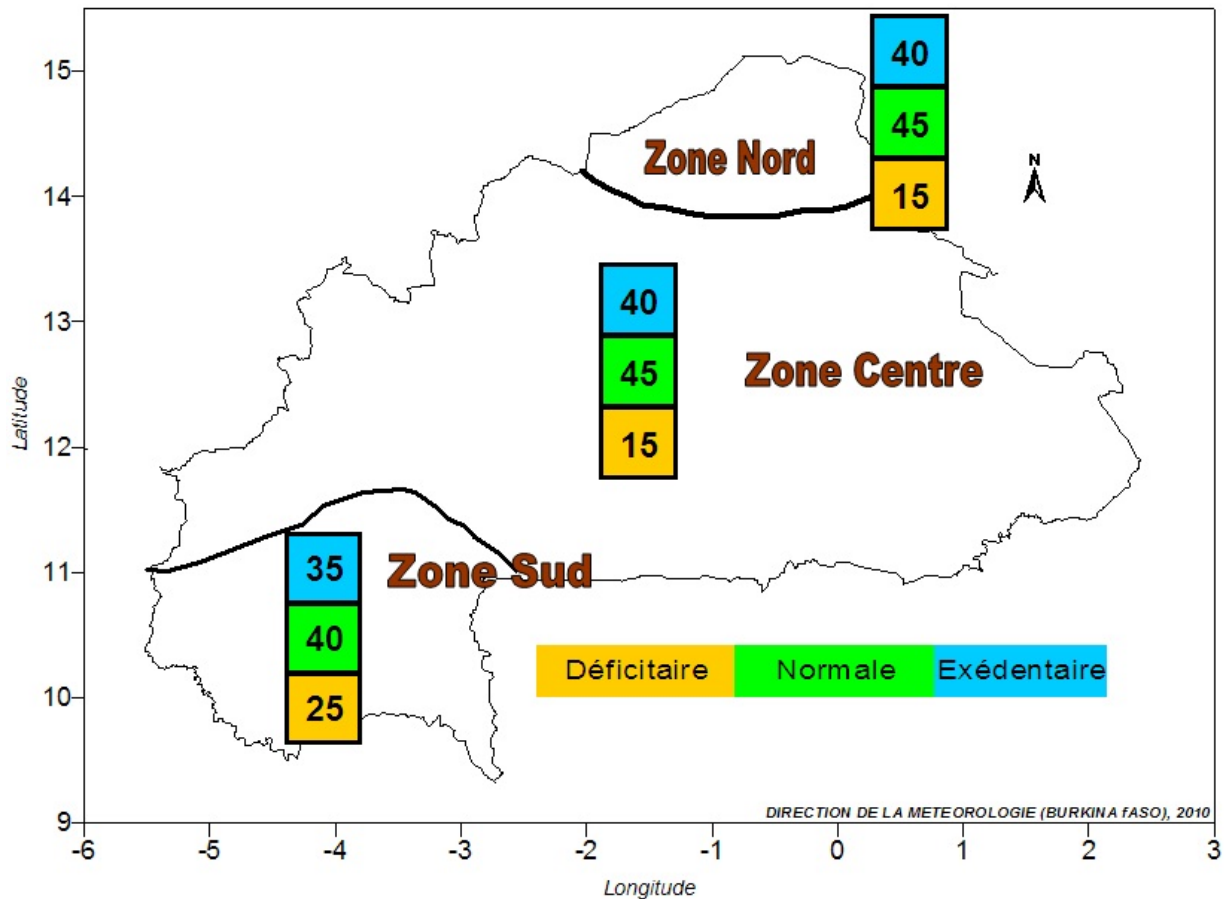 40
45
15
Zone Nord
N
40
45
15
Zone Centre
35
40
25
Zone Sud
Déficitaire Normale Exédentaire
DIRECTION DE LA METEOROLOGIE (BURKINA fASO), 2010
Latitude
15
14
13
12
11
10
9
-6 -5 -4 -3 -2 -1 0 1 2 3
Longitude